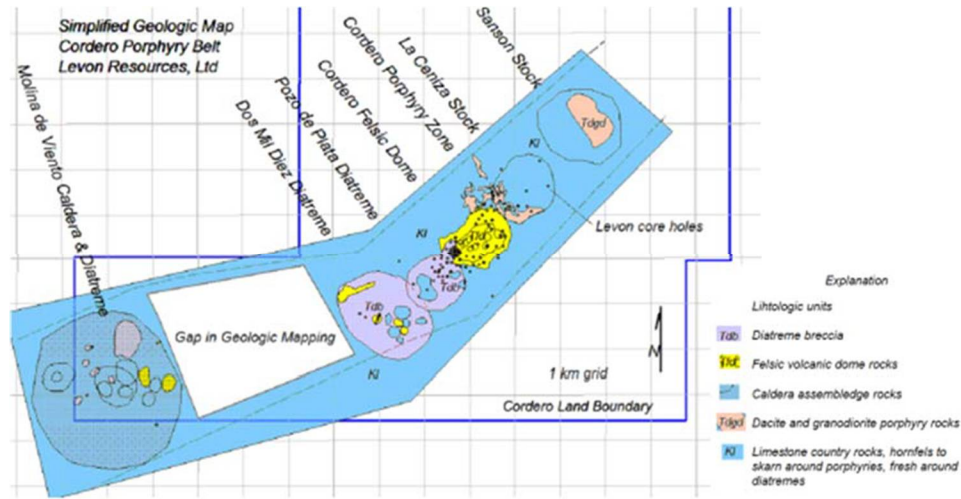 Simplified Geologic Map
Cordero Porphyry Belt
Levon Resources, Ltd
Molina de Viento Caldera & Diatreme
Dos Mil Diez Diatreme
Pozo de Plata Diatreme
Cordero Felsic Dome
Cordero Porphyry Zone
La Ceniza Stock
Sanson Stock
Tdgd
Kl
Levon core holes
Kl
Tdb
Tdb
Gap in Geologic Mapping
Kl
1 km grid
N
Cordero Land Boundary
Explanation
Lihtologic units
Tdb Diatreme breccia
Felsic volcanic dome rocks
Caldera assembledge rocks
Tdgd Dacite and granodiorite porphyry rocks
Kl Limestone country rocks, hornfels to
skarn around porphyries, fresh around
diatremes